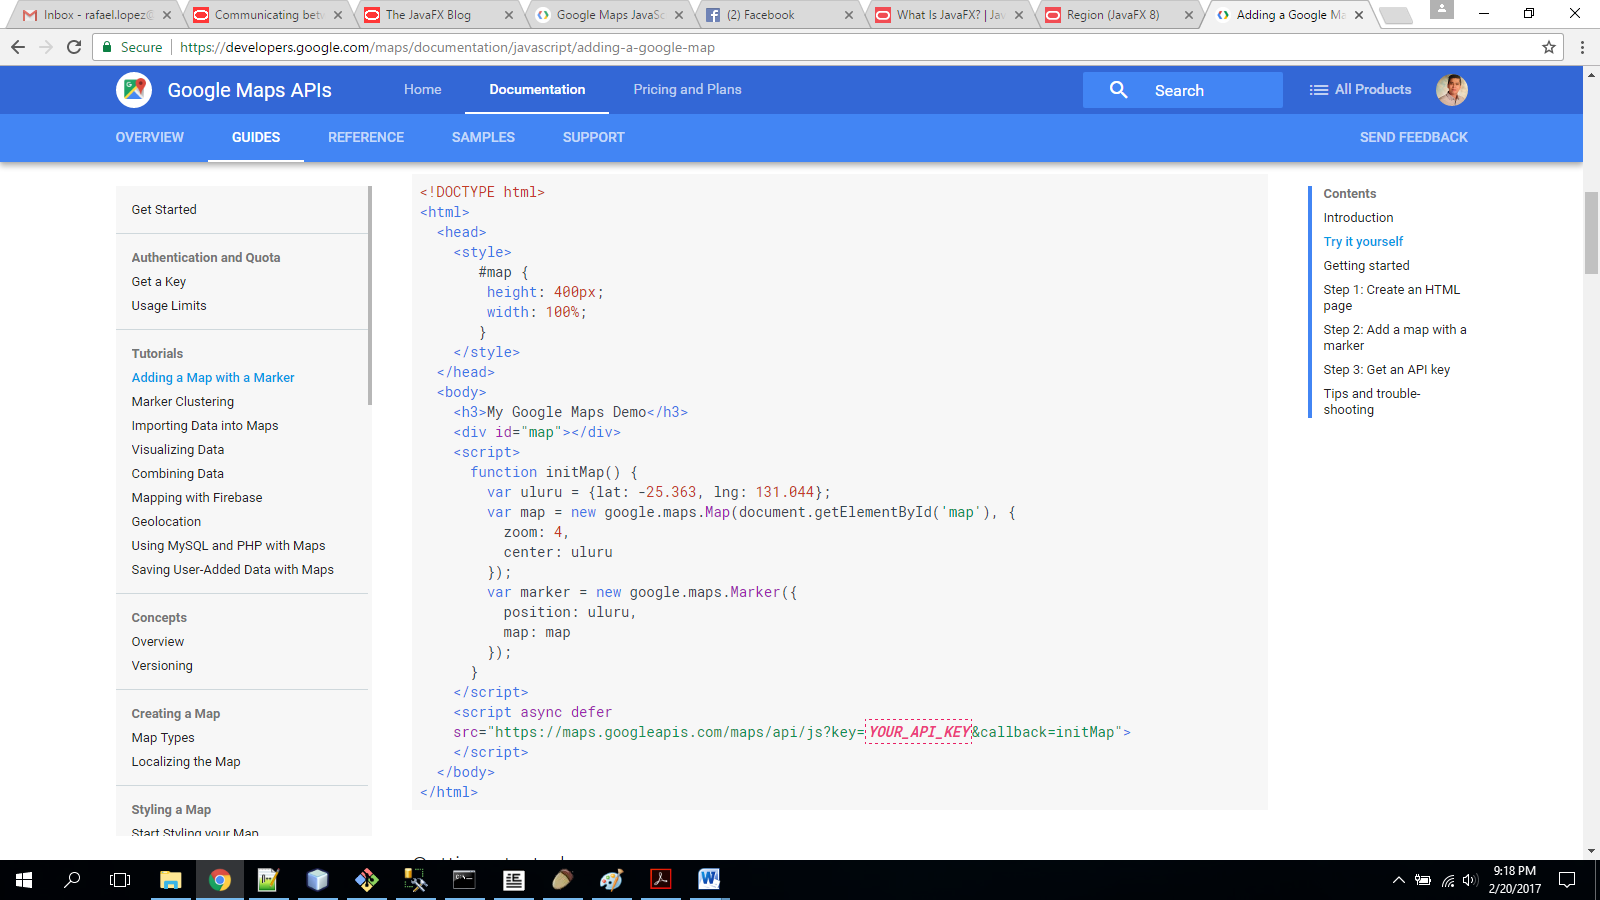 Inbox - rafael.lopez@
Communicating betw
The JavaFX Blog
Google Maps JavaSc
(2) Facebook
What Is JavaFX? | Jav
Region (JavaFX 8)
Adding a Google Ma
Secure
https://developers.google.com/maps/documentation/javascript/adding-a-google-map
Google Maps APIs
Home
Documentation
Pricing and Plans
Search
All Products
OVERVIEW
GUIDES
REFERENCE
SAMPLES
SUPPORT
SEND FEEDBACK
Get Started
Authentication and Quota
Get a Key
Usage Limits
Tutorials
Adding a Map with a Marker
Marker Clustering
Importing Data into Maps
Visualizing Data
Combining Data
Mapping with Firebase
Geolocation
Using MySQL and PHP with Maps
Saving User-Added Data with Maps
Concepts
Overview
Versioning
Creating a Map
Map Types
Localizing the Map
Styling a Map
Start Styling your Map
<!DOCTYPE html>
<html>
<head>
<style>
#map {
height: 400px;
width: 100%;
}
</style>
</head>
<body>
<h3>My Google Maps Demo</h3>
<div id="map"></div>
<script>
function initMap() {
var uluru = {lat: -25.363, lng: 131.044};
var map = new google.maps.Map(document.getElementById('map'), {
zoom: 4,
center: uluru
});
var marker = new google.maps.Marker({
position: uluru,
map: map
});
}
</script>
<script async defer
src="https://maps.googleapis.com/maps/api/js?key=YOUR_API_KEY&callback=initMap">
</script>
</body>
</html>
Contents
Introduction
Try it yourself
Getting started
Step 1: Create an HTML
page
Step 2: Add a map with a
marker
Step 3: Get an API key
Tips and trouble-
shooting
9:18 PM
2/20/2017